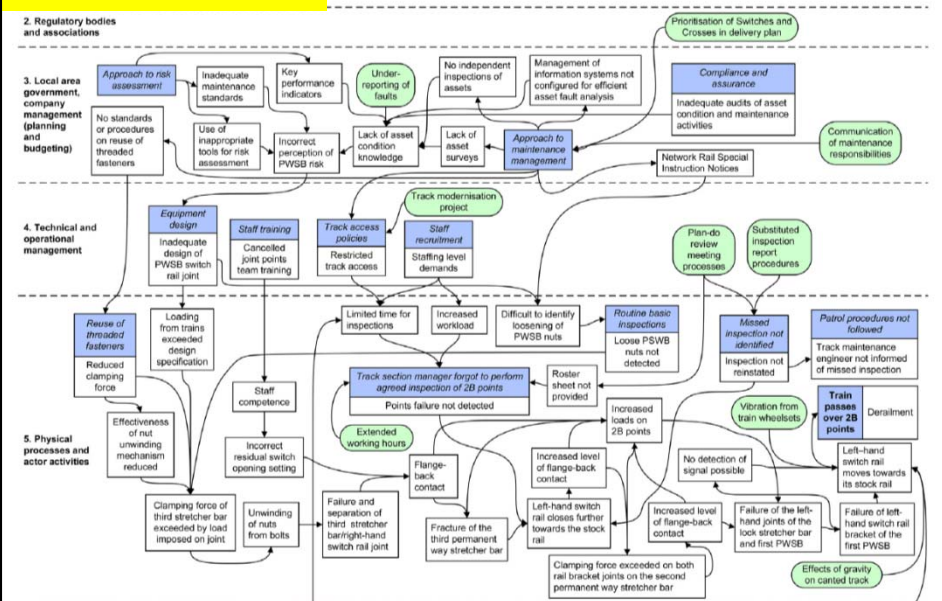 2. Regulatory bodies
and associations
Prioritisation of Switches and
Crosses in delivery plan
3. Local area
government,
company
management
(planning
and
budgeting)
Approach to risk
assessment
Inadequate
maintenance
standards
Key
performance
indicators
Under-
reporting of
faults
No independent
inspections of
assets
Management of
information systems not
configured for efficient
asset fault analysis
Compliance and
assurance
Inadequate audits of asset
condition and maintenance
activities
No standards
or procedures
on reuse of
threaded
fasteners
Use of
inappropriate
tools for risk
assessment
Incorrect
perception of
PWSB risk
Lack of asset
condition
knowledge
Lack of
asset
surveys
Approach to
maintenance
management
Communication
of maintenance
responsibilities
Network Rail Special
Instruction Notices
4. Technical and
operational
management
Equipment
design
Inadequate
design of
PWSB switch
rail joint
Staff training
Cancelled
joint points
team training
Track access
policies
Restricted
track access
Track modernisation
project
Staff
recruitment
Staffing level
demands
Plan-do
review
meeting
processes
Substituted
inspection
report
procedures
5. Physical
processes and
actor activities
Reuse of
threaded
fasteners
Reduced
clamping
force
Loading
from trains
exceeded
design
specification
Limited time for
inspections
Increased
workload
Difficult to identify
loosening of
PWSB nuts
Routine basic
inspections
Loose PSWB
nuts not
detected
Missed
inspection not
identified
Inspection not
reinstated
Patrol procedures not
followed
Track maintenance
engineer not informed
of missed inspection
Track section manager forgot to perform
agreed inspection of 2B points
Points failure not detected
Roster
sheet not
provided
Staff
competence
Extended
working hours
Increased
loads on
2B points
Vibration from
train wheelsets
Train
passes
over 2B
points
Derailment
Effectiveness
of nut
unwinding
mechanism
reduced
Incorrect
residual switch
opening setting
Flange-
back
contact
Increased level
of flange-back
contact
No detection of
signal possible
Left-hand
switch rail
moves towards
its stock rail
Clamping force of
third stretcher bar
exceeded by load
imposed on joint
Unwinding
of nuts
from bolts
Failure and
separation of
third stretcher
bar/right-hand
switch rail joint
Fracture of the
third permanent
way stretcher bar
Left-hand switch
rail closes further
towards the stock
rail
Increased level
of flange-back
contact
Failure of the left-
hand joints of the
lock stretcher bar
and first PWSB
Failure of left-
hand switch rail
bracket of the
first PWSB
Clamping force exceeded on both
rail bracket joints on the second
permanent way stretcher bar
Effects of gravity
on canted track